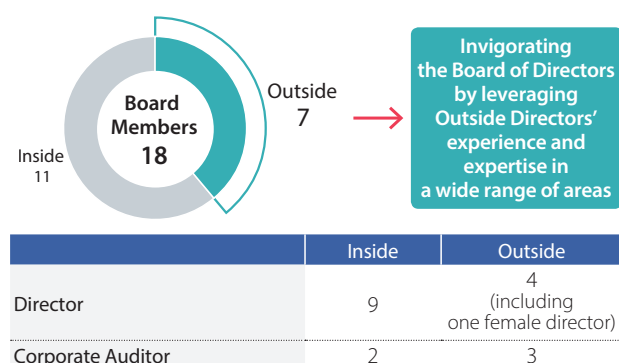 Board
Members
18
Inside
11
Outside
7
Invigorating
the Board of Directors
by leveraging
Outside Directors’
experience and
expertise in
a wide range of areas
Inside Outside
Director 9 4
(including
one female director)
Corporate Auditor 2 3